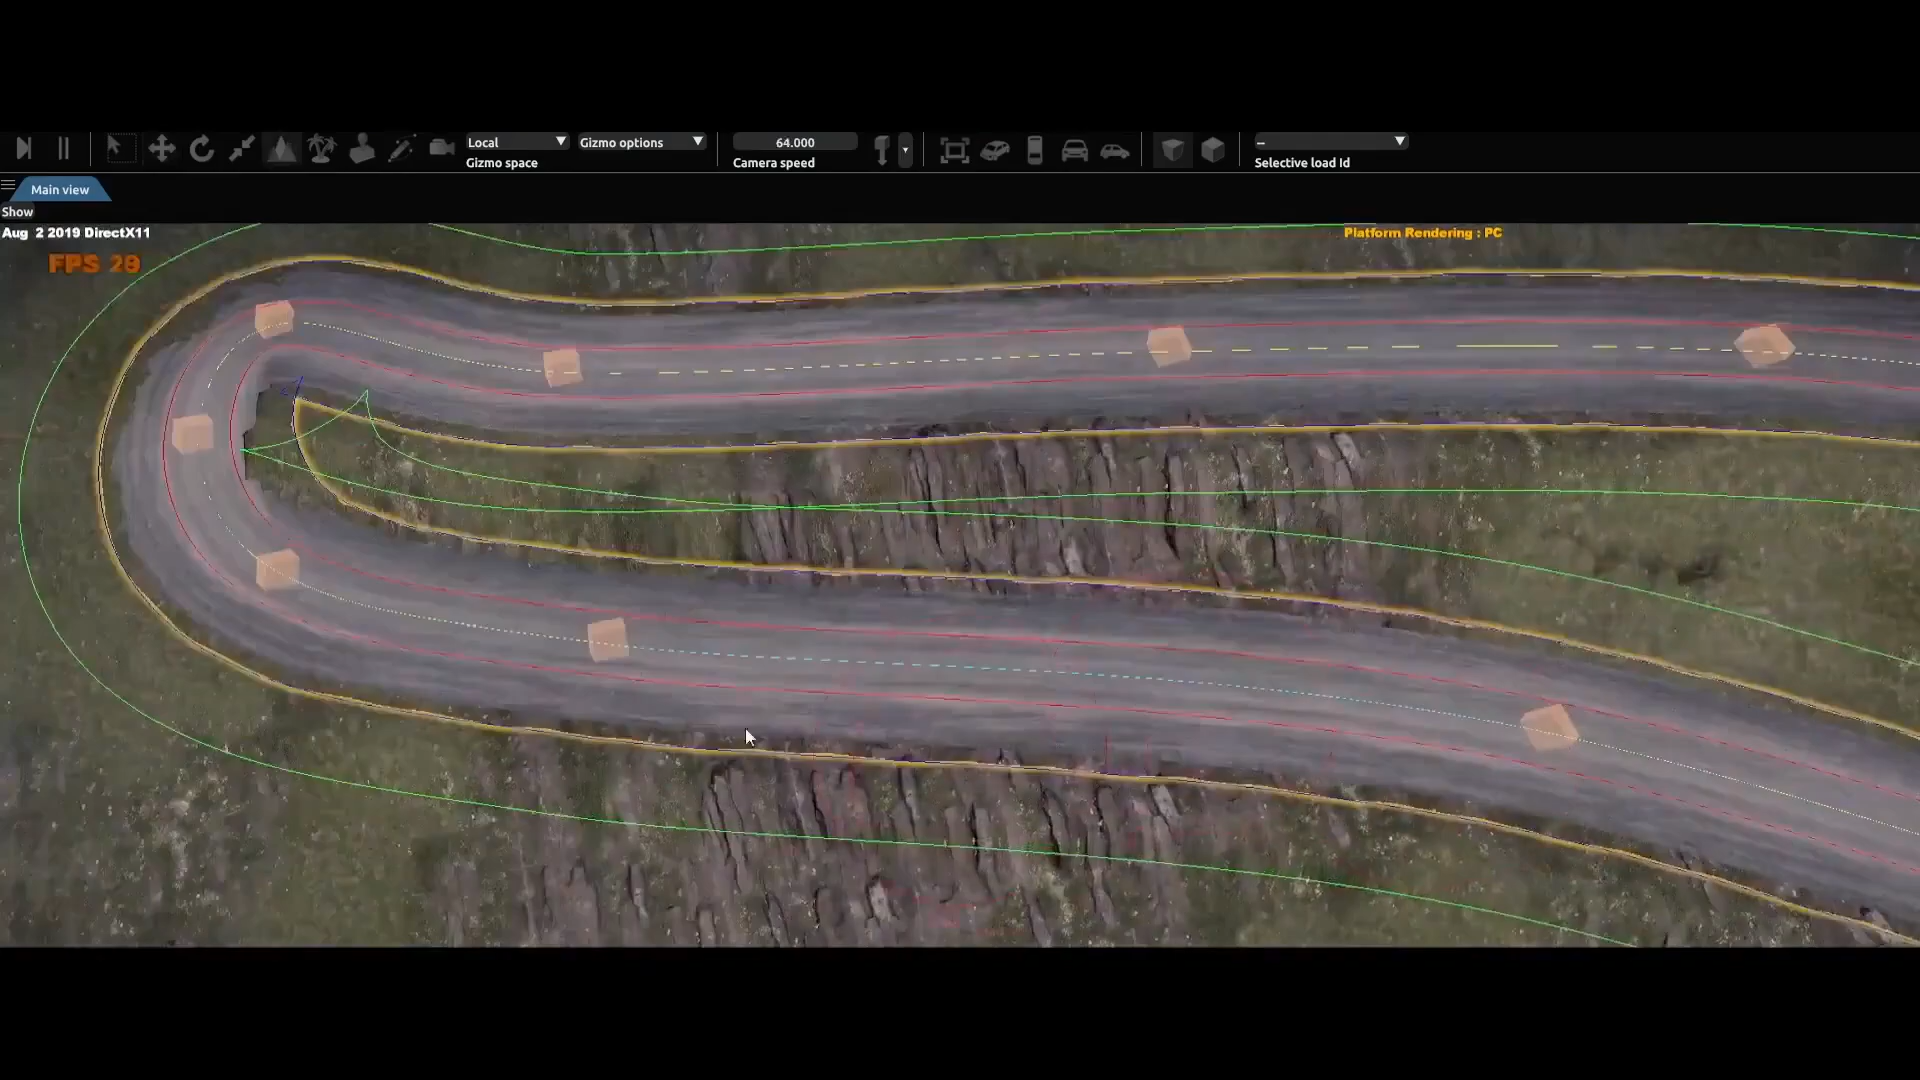 Local
Gizmo options
64.000
--
Gizmo space
Camera speed
Selective load Id
Main view
Show
Aug 2 2019 DirectX11
Platform Rendering : PC
FPS 29